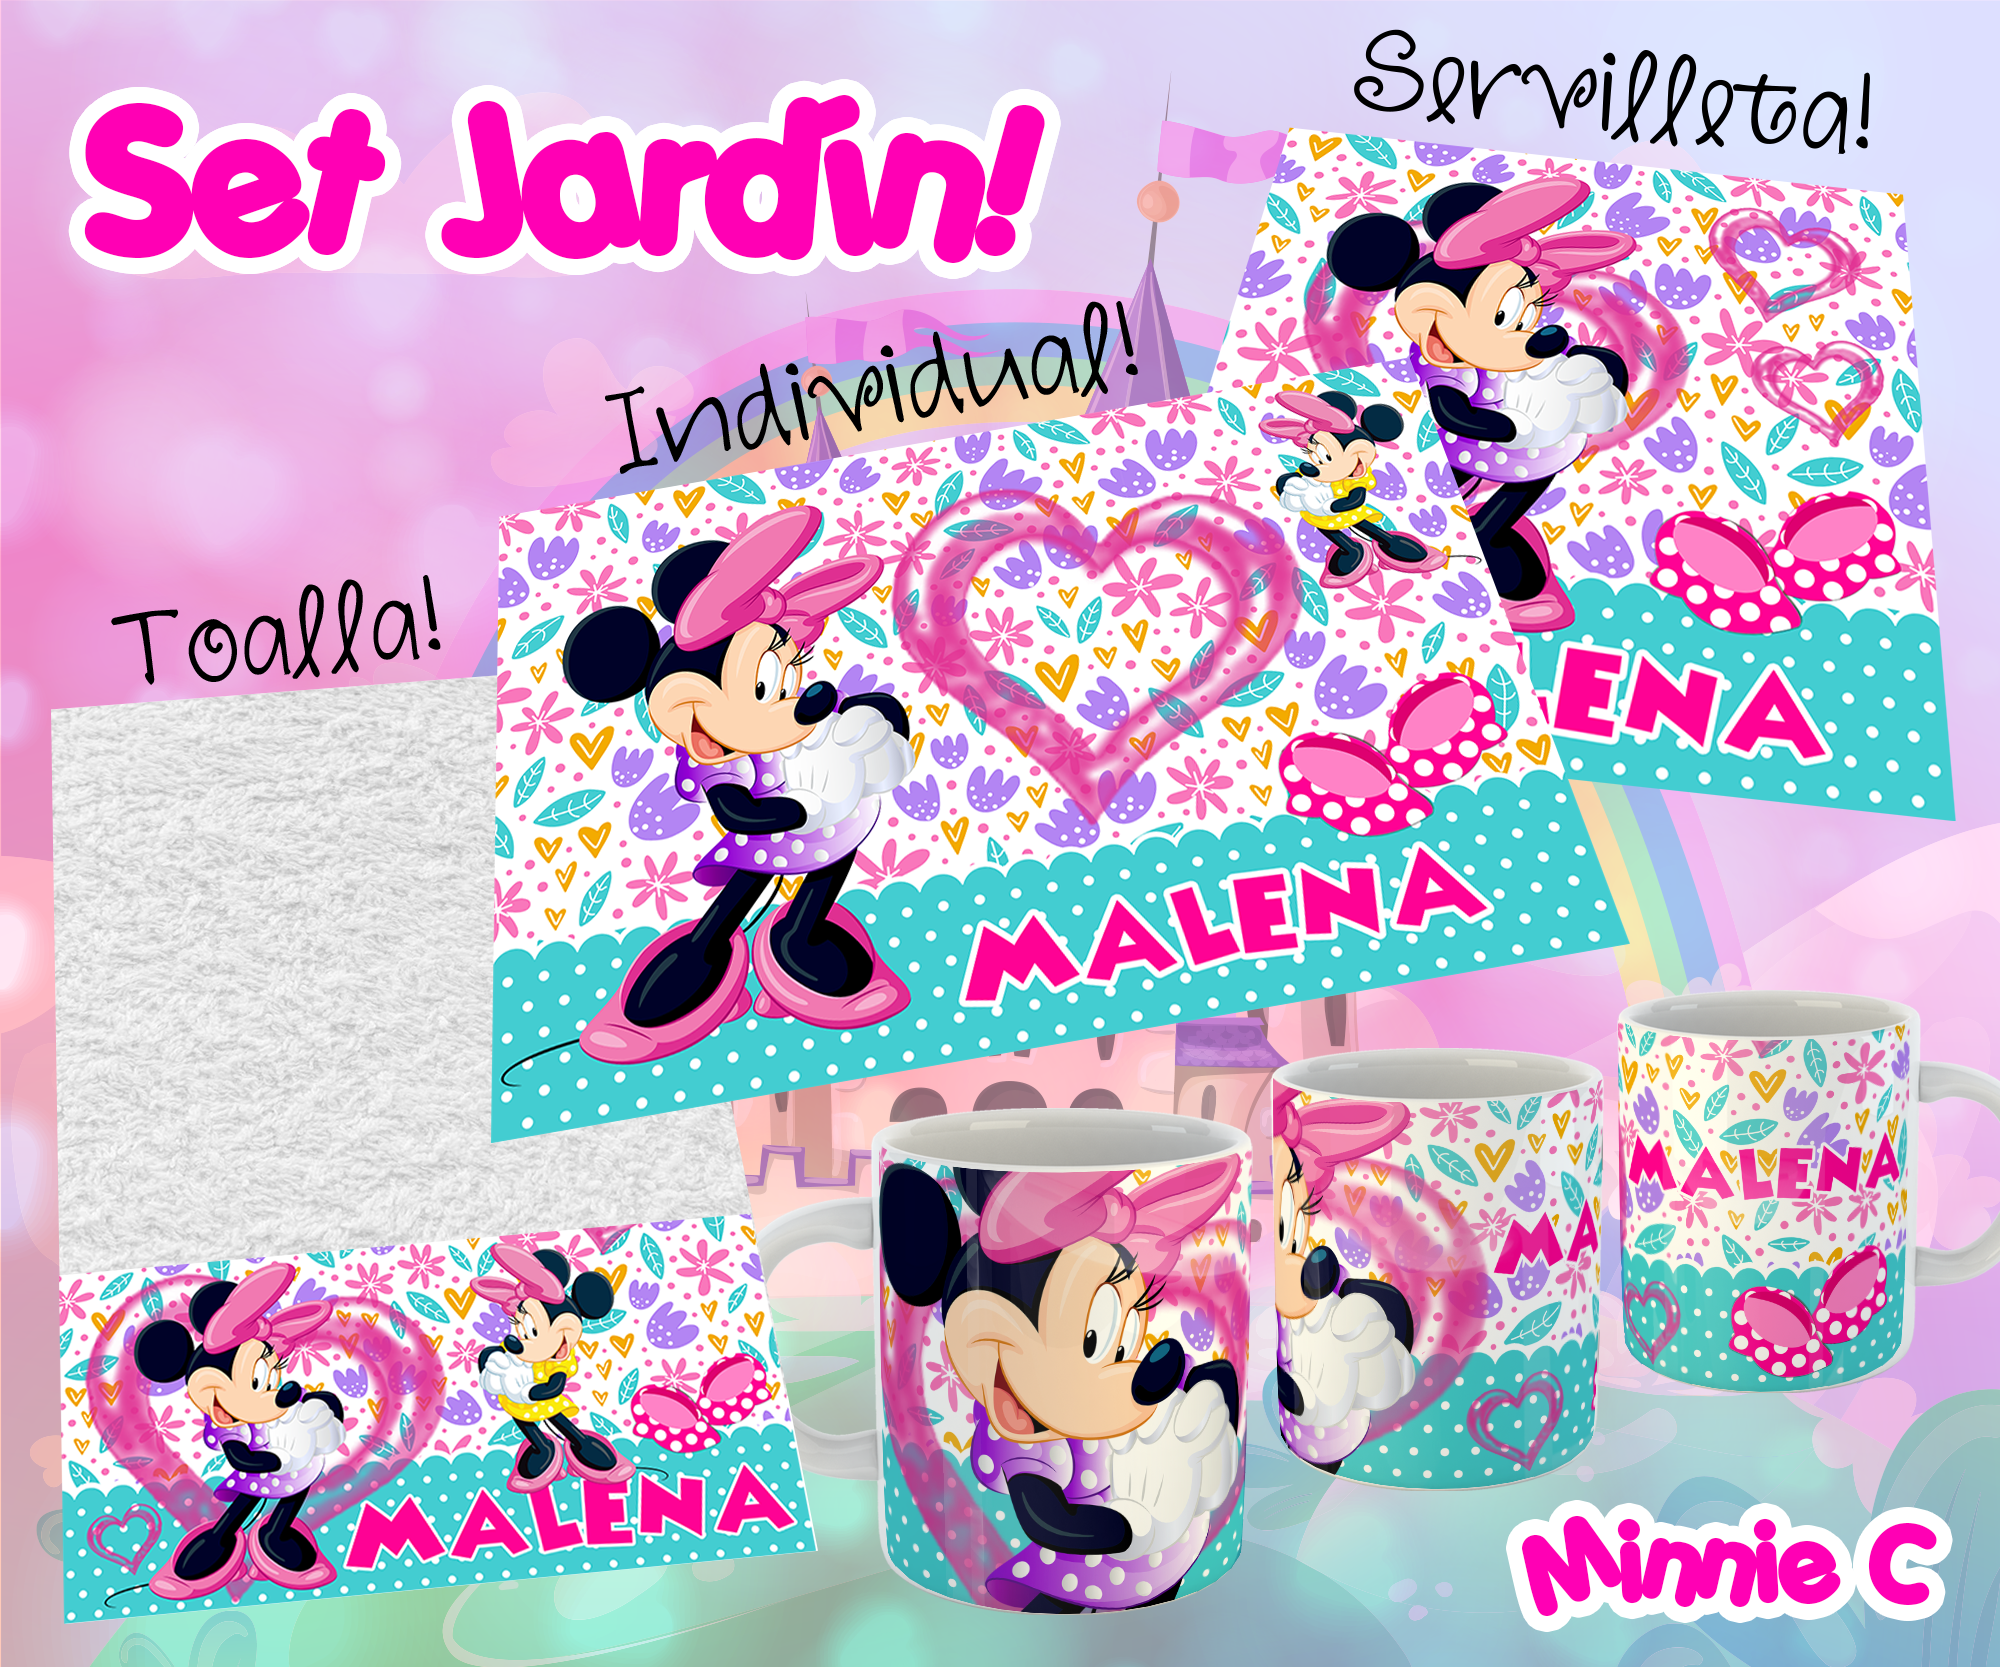 Servilleta!
Set Jardín!
Individual!
Toalla!
ENA
MALENA
MALENA
MA
MALENA
Minnie C